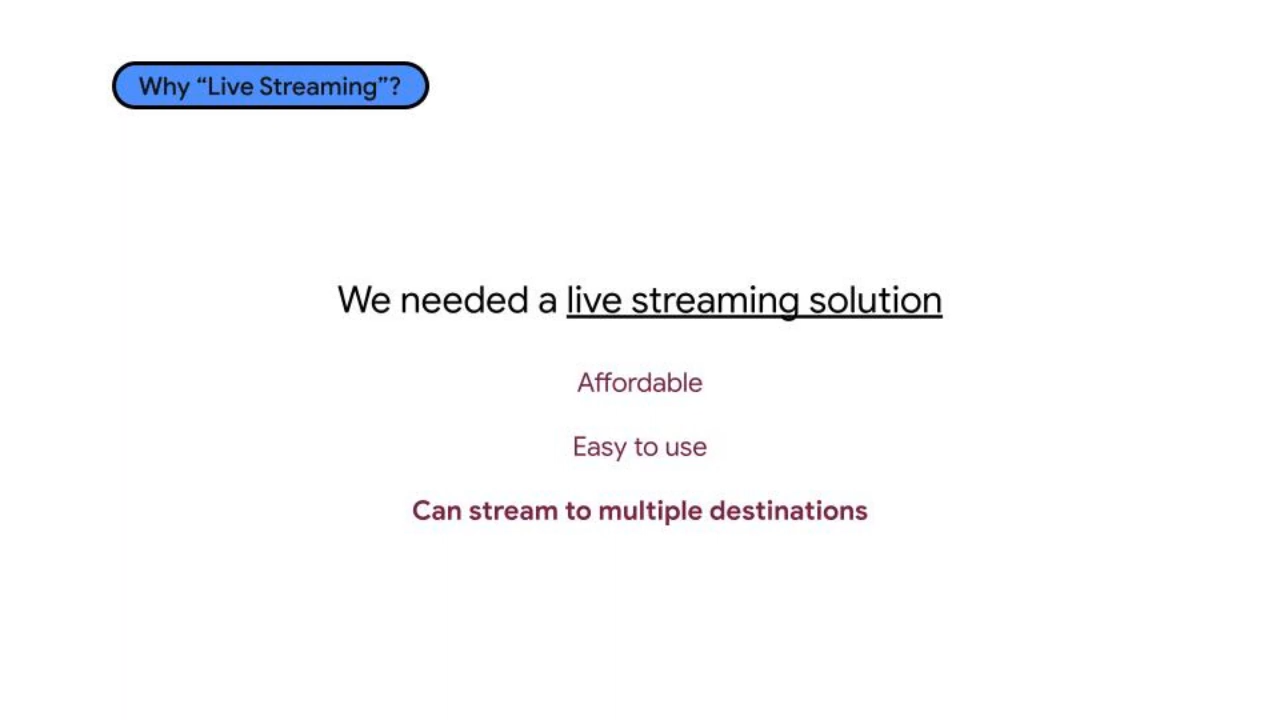 Why “Live Streaming”?
We needed a live streaming solution
Affordable
Easy to use
Can stream to multiple destinations